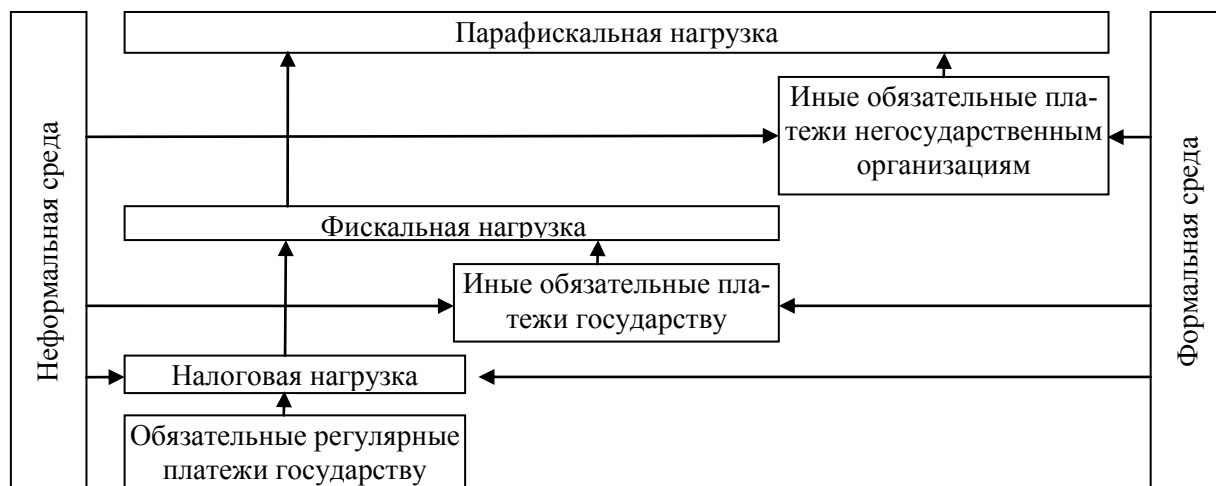 Неформальная среда
Парафискальная нагрузка
Иные обязательные пла-
тежи негосударственным
организациям
Фискальная нагрузка
Иные обязательные пла-
тежи государству
Налоговая нагрузка
Обязательные регулярные
платежи государству
Формальная среда